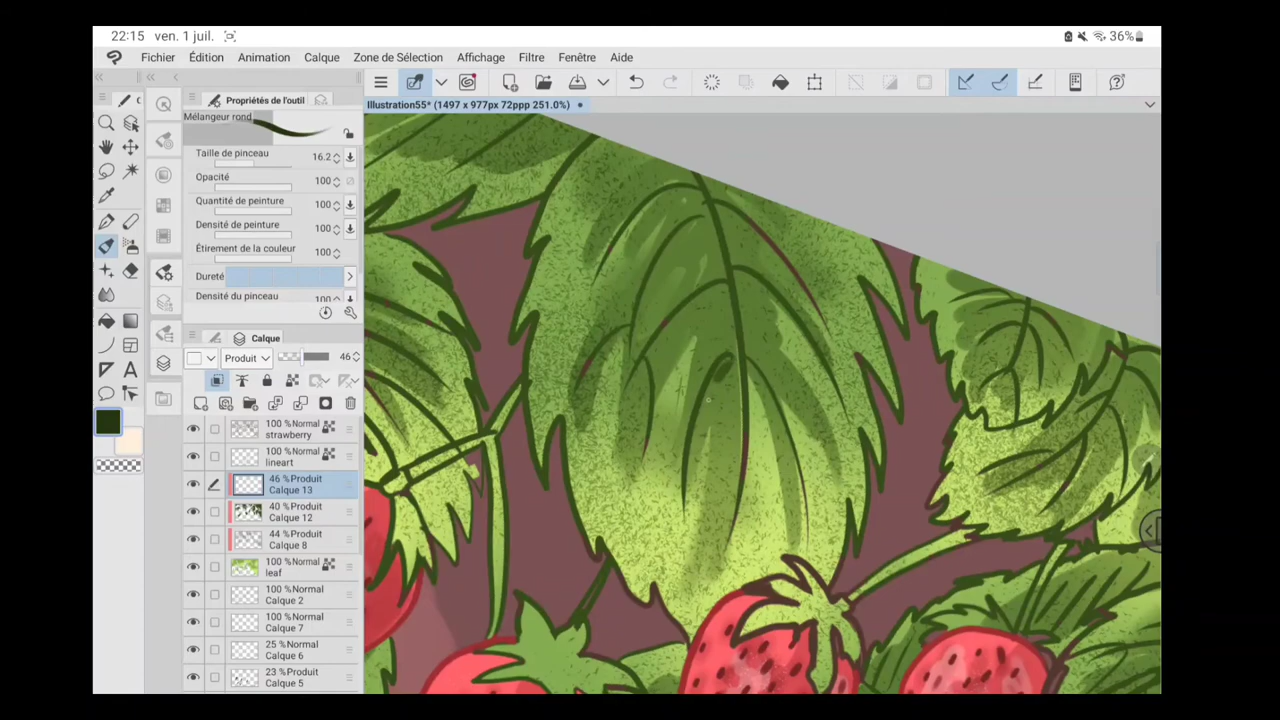 22:15 ven. 1 juil. 36%
Fichier Édition Animation Calque Zone de Sélection Affichage Filtre Fenêtre Aide
Propriétés de l'outil
Illustration55* (1497 x 977px 72ppp 251.0%)
Mélangeur rond
Taille de pinceau 16.2
Opacité 100
Quantité de peinture 100
Densité de peinture 100
Étirement de la couleur 100
Dureté
Densité du pinceau 100
Calque
Produit 46
100 %Normal
strawberry
100 %Normal
lineart
46 %Produit
Calque 13
40 %Produit
Calque 12
44 %Produit
Calque 8
100 %Normal
leaf
100 %Normal
Calque 2
100 %Normal
Calque 7
25 %Normal
Calque 6
23 %Produit
Calque 5